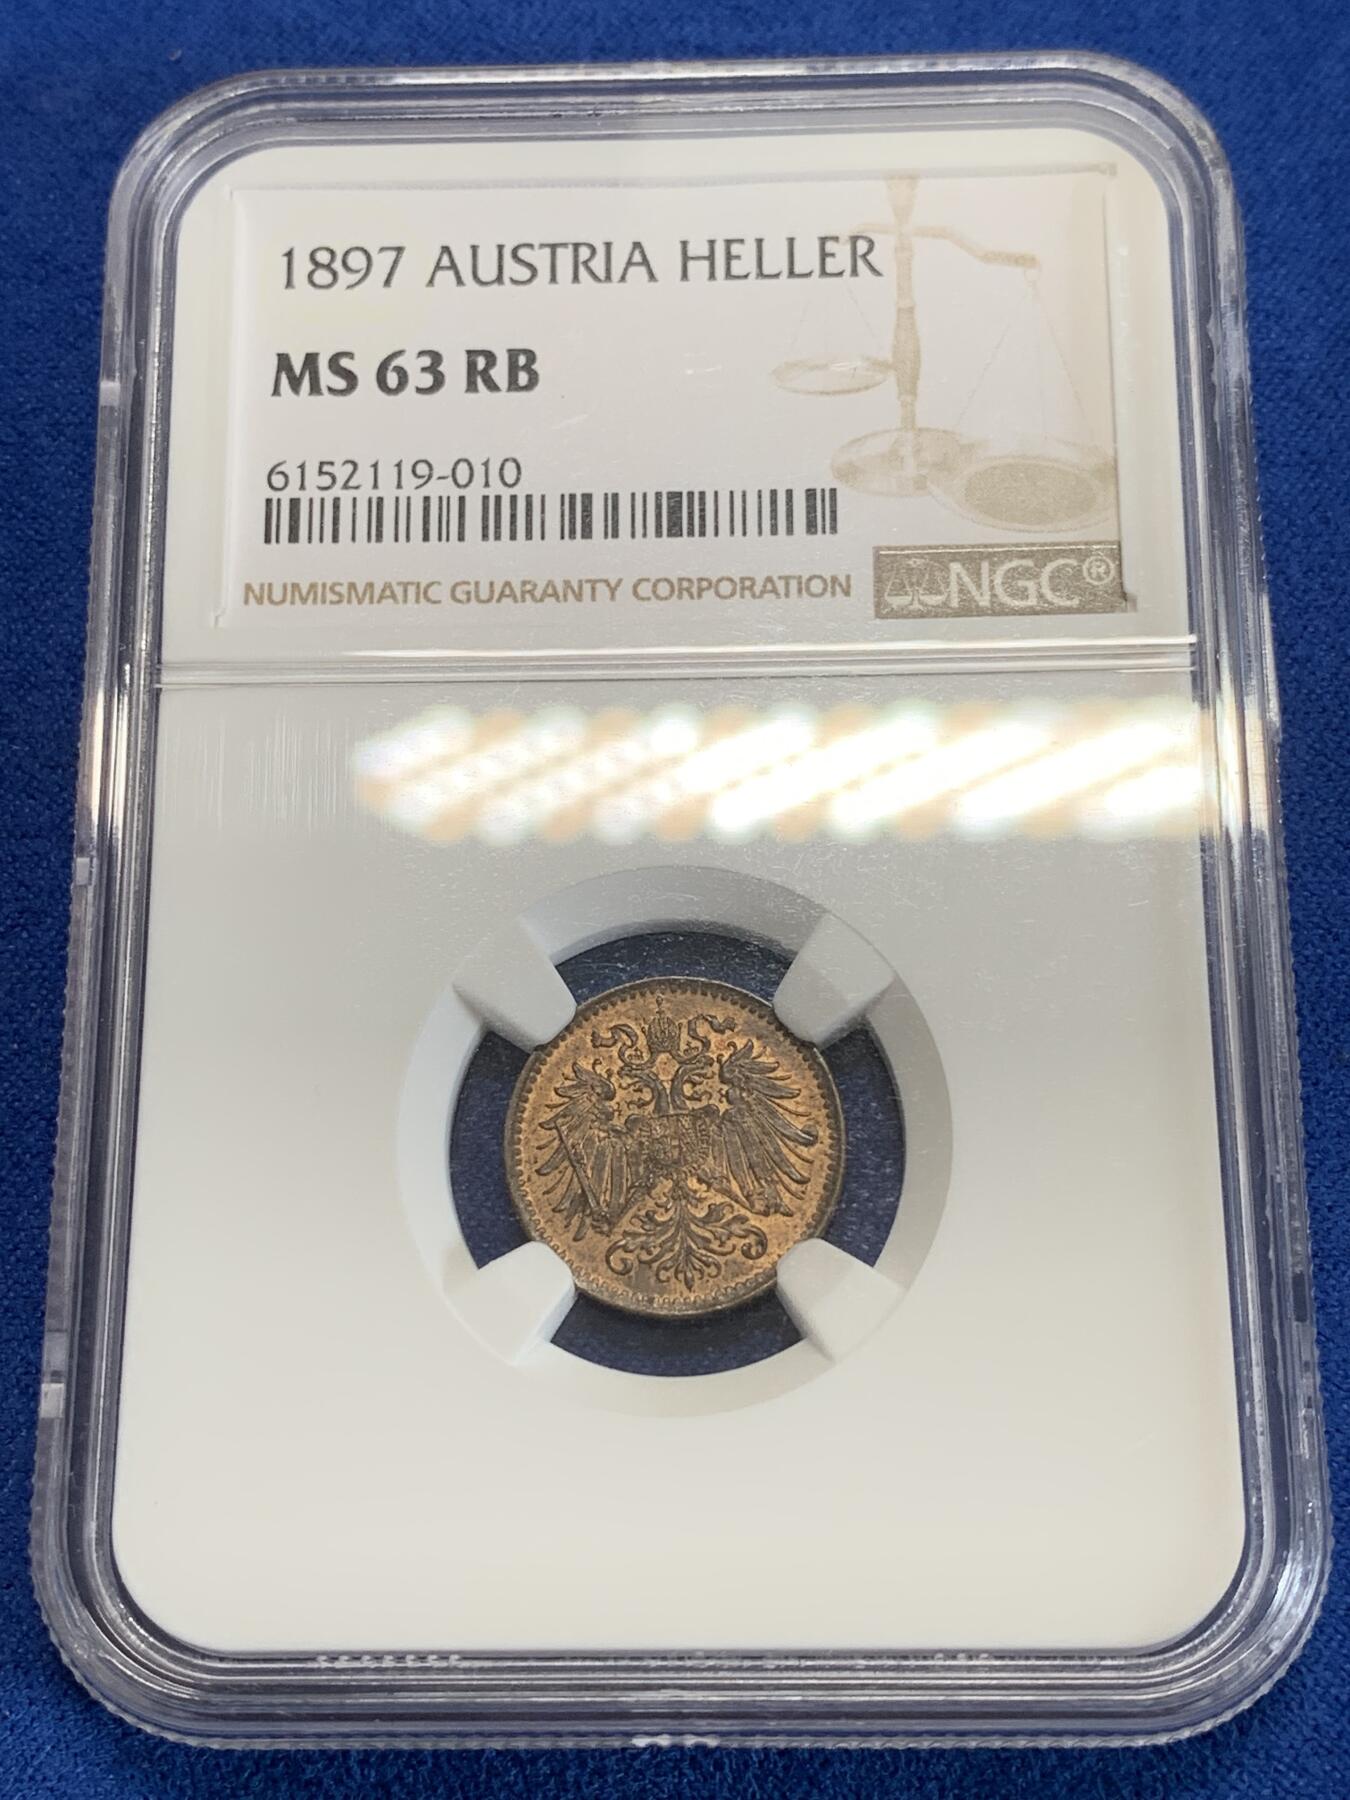 1897 AUSTRIA HELLER
MS 63 RB
6152119-010
NUMISMATIC GUARANTY CORPORATION
NGC®